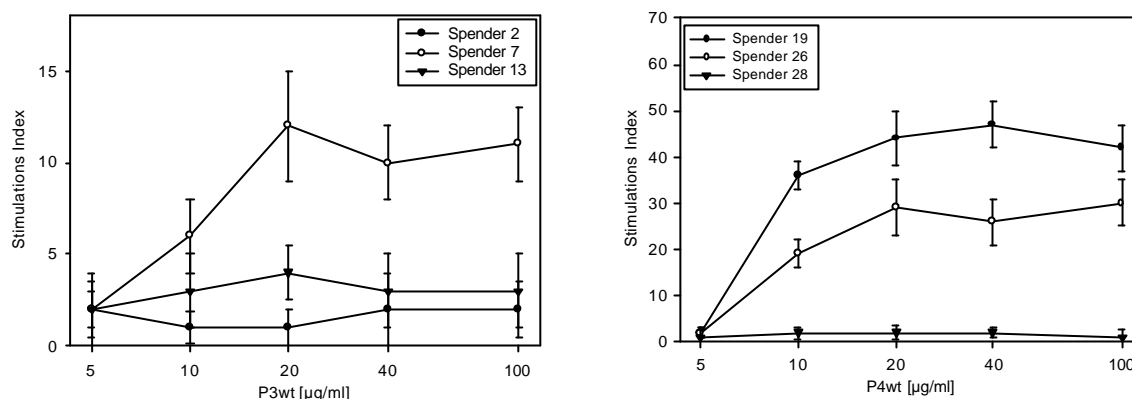 Stimulations Index
15
10
5
0
Spender 2
Spender 7
Spender 13
5 10 20 40 100
P3wt [µg/ml]
Stimulations Index
70
60
50
40
30
20
10
0
Spender 19
Spender 26
Spender 28
5 10 20 40 100
P4wt [µg/ml]